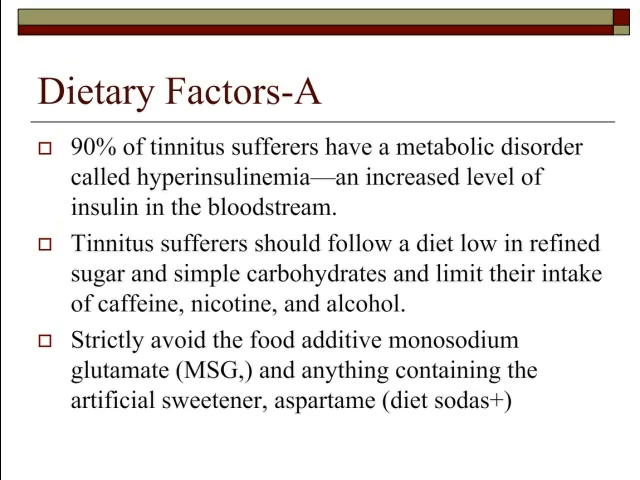 Dietary Factors-A
90% of tinnitus sufferers have a metabolic disorder
called hyperinsulinemia—an increased level of
insulin in the bloodstream.
Tinnitus sufferers should follow a diet low in refined
sugar and simple carbohydrates and limit their intake
of caffeine, nicotine, and alcohol.
Strictly avoid the food additive monosodium
glutamate (MSG,) and anything containing the
artificial sweetener, aspartame (diet sodas+)